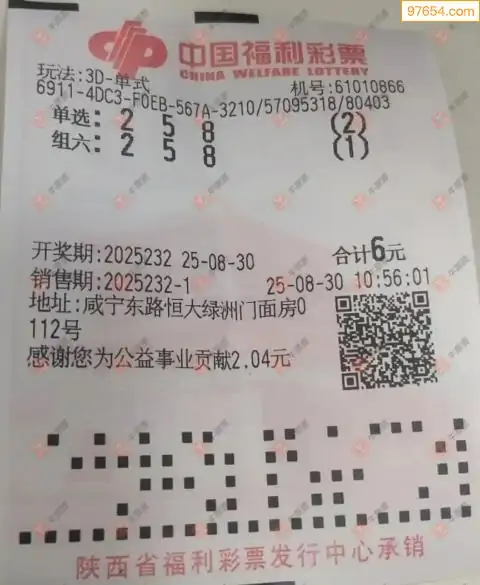 97654.com
中国福利彩票
CHINA WELFARE LOTTERY
玩法:3D-单式
机号:61010866
6911-4DC3-F0EB-567A-3210/57095318/80403
单选: 2 5 8 (2)
组六: 2 5 8 (1)
开奖期:2025232 25-08-30 合计6元
销售期:2025232-1 25-08-30 10:56:01
地址:咸宁东路恒大绿洲门面房0
112号
感谢您为公益事业贡献2.04元
陕西省福利彩票发行中心承销